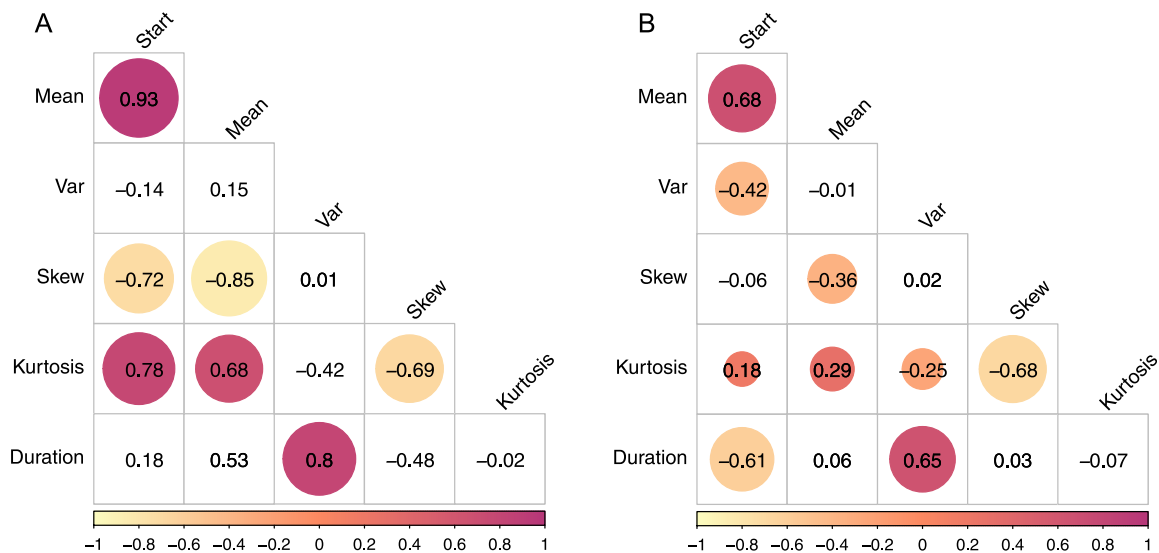 A
Start
Mean 0.93
Mean
Var −0.14 0.15
Var
Skew −0.72 −0.85 0.01
Skew
Kurtosis 0.78 0.68 −0.42 −0.69
Kurtosis
Duration 0.18 0.53 0.8 −0.48 −0.02
−1 −0.8 −0.6 −0.4 −0.2 0 0.2 0.4 0.6 0.8 1
B
Start
Mean 0.68
Mean
Var −0.42 −0.01
Var
Skew −0.06 −0.36 0.02
Skew
Kurtosis 0.18 0.29 −0.25 −0.68
Kurtosis
Duration −0.61 0.06 0.65 0.03 −0.07
−1 −0.8 −0.6 −0.4 −0.2 0 0.2 0.4 0.6 0.8 1